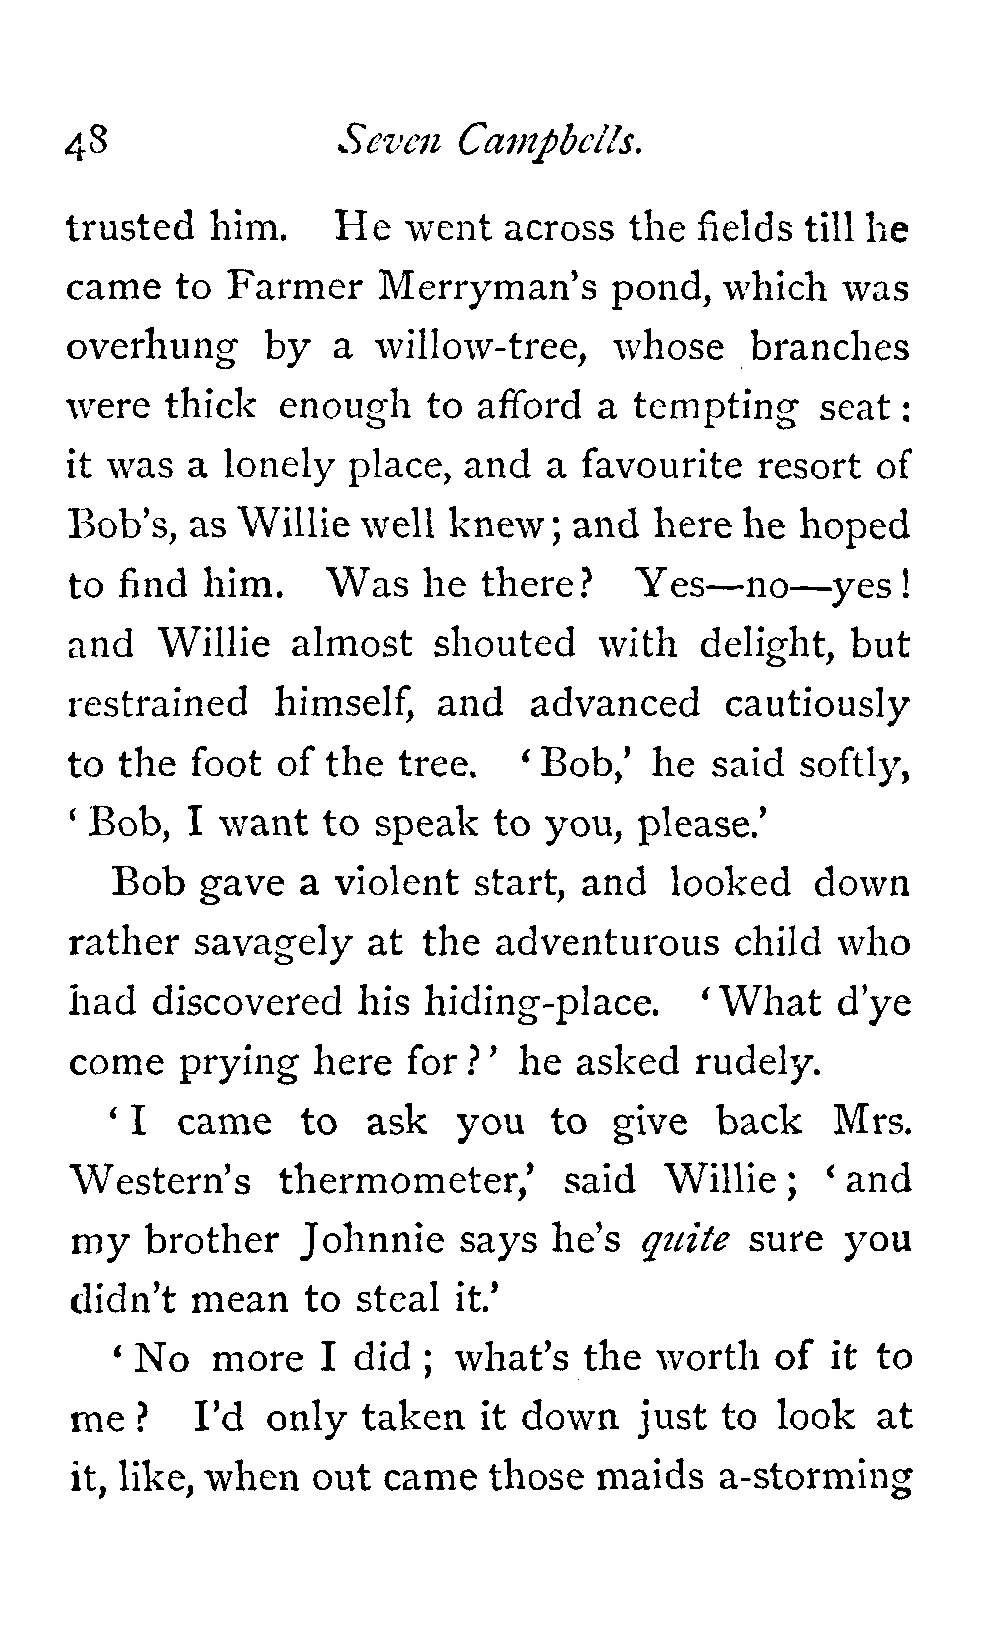 48 Seven Campbells.
trusted him. He went across the fields till he
came to Farmer Merryman's pond, which was
overhung by a willow-tree, whose branches
were thick enough to afford a tempting seat :
it was a lonely place, and a favourite resort of
Bob's, as Willie well knew; and here he hoped
to find him. Was he there? Yes—no—yes!
and Willie almost shouted with delight, but
restrained himself, and advanced cautiously
to the foot of the tree. ‘Bob,’ he said softly,
‘Bob, I want to speak to you, please.’
Bob gave a violent start, and looked down
rather savagely at the adventurous child who
had discovered his hiding-place. ‘What d'ye
come prying here for?’ he asked rudely.
‘I came to ask you to give back Mrs.
Western's thermometer,’ said Willie; ‘and
my brother Johnnie says he's quite sure you
didn't mean to steal it.’
‘No more I did; what's the worth of it to
me? I'd only taken it down just to look at
it, like, when out came those maids a-storming